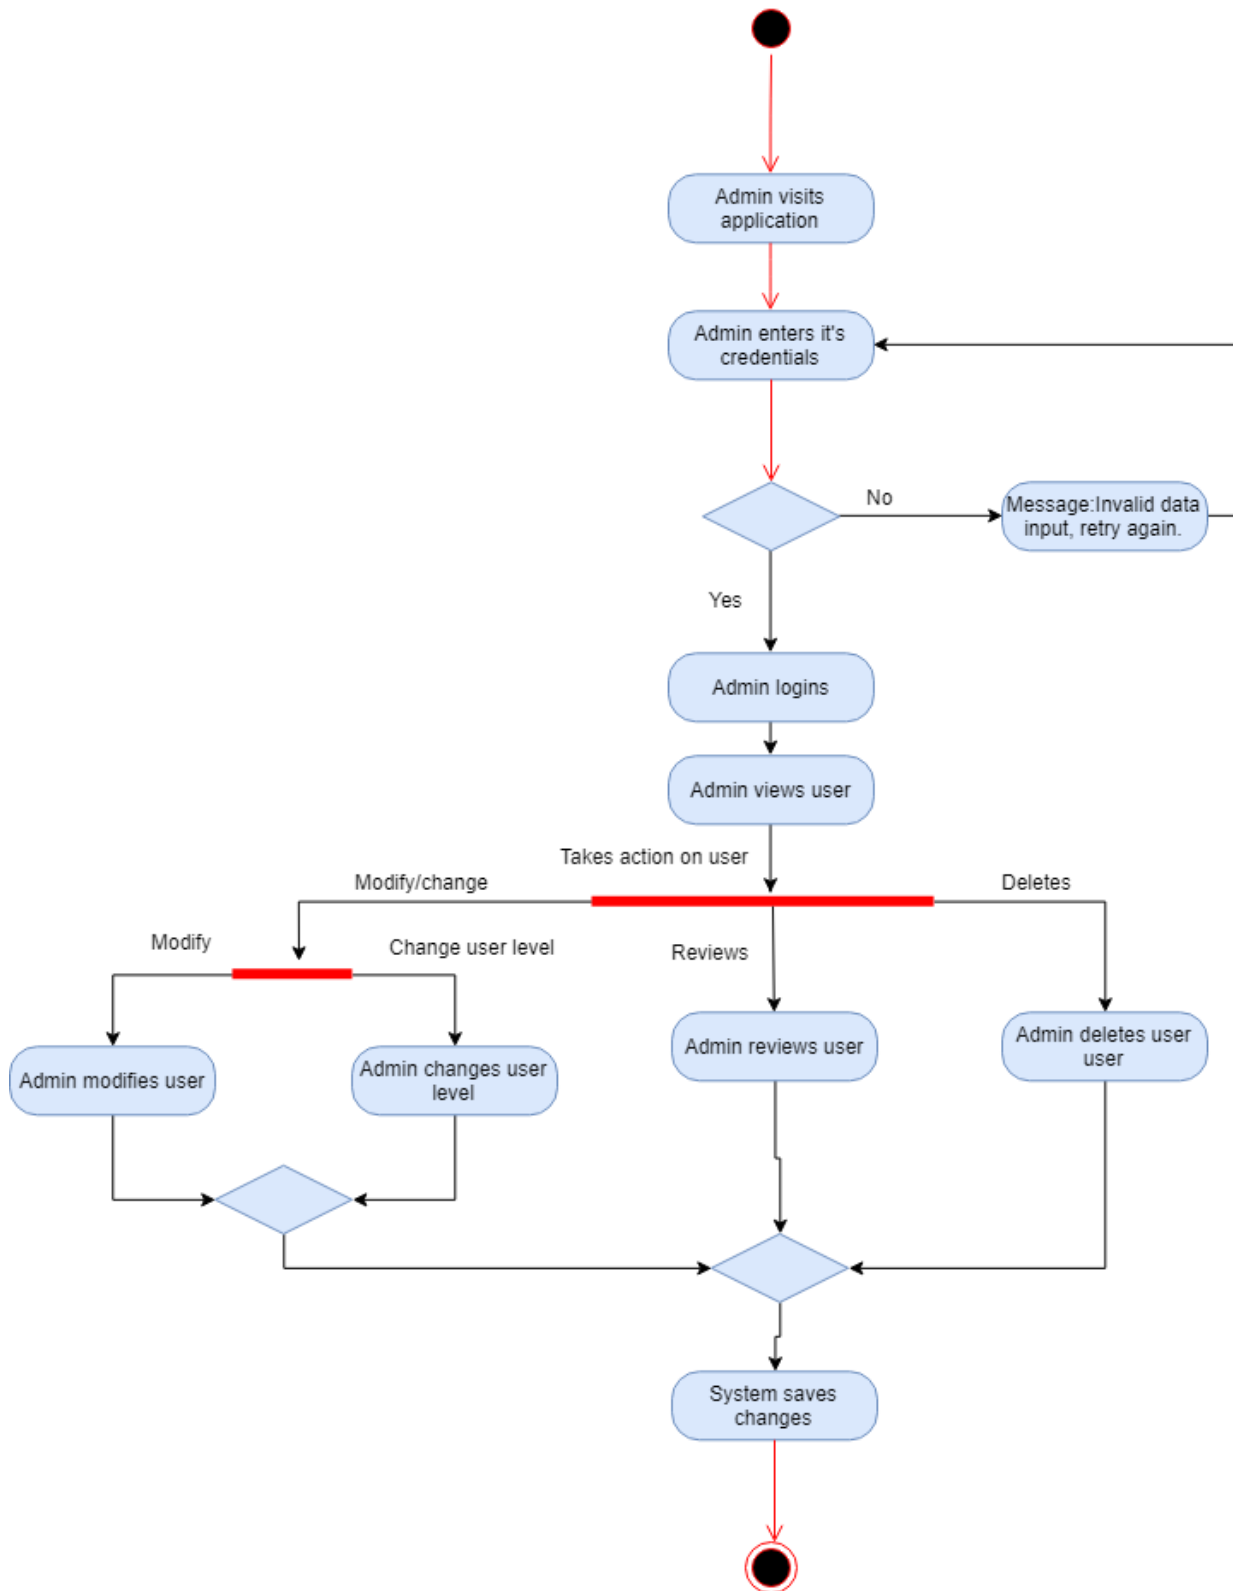 Admin visits
application
Admin enters it's
credentials
No
Message:Invalid data
input, retry again.
Yes
Admin logins
Admin views user
Takes action on user
Modify/change
Deletes
Modify
Change user level
Reviews
Admin modifies user
Admin changes user
level
Admin reviews user
Admin deletes user
user
System saves
changes